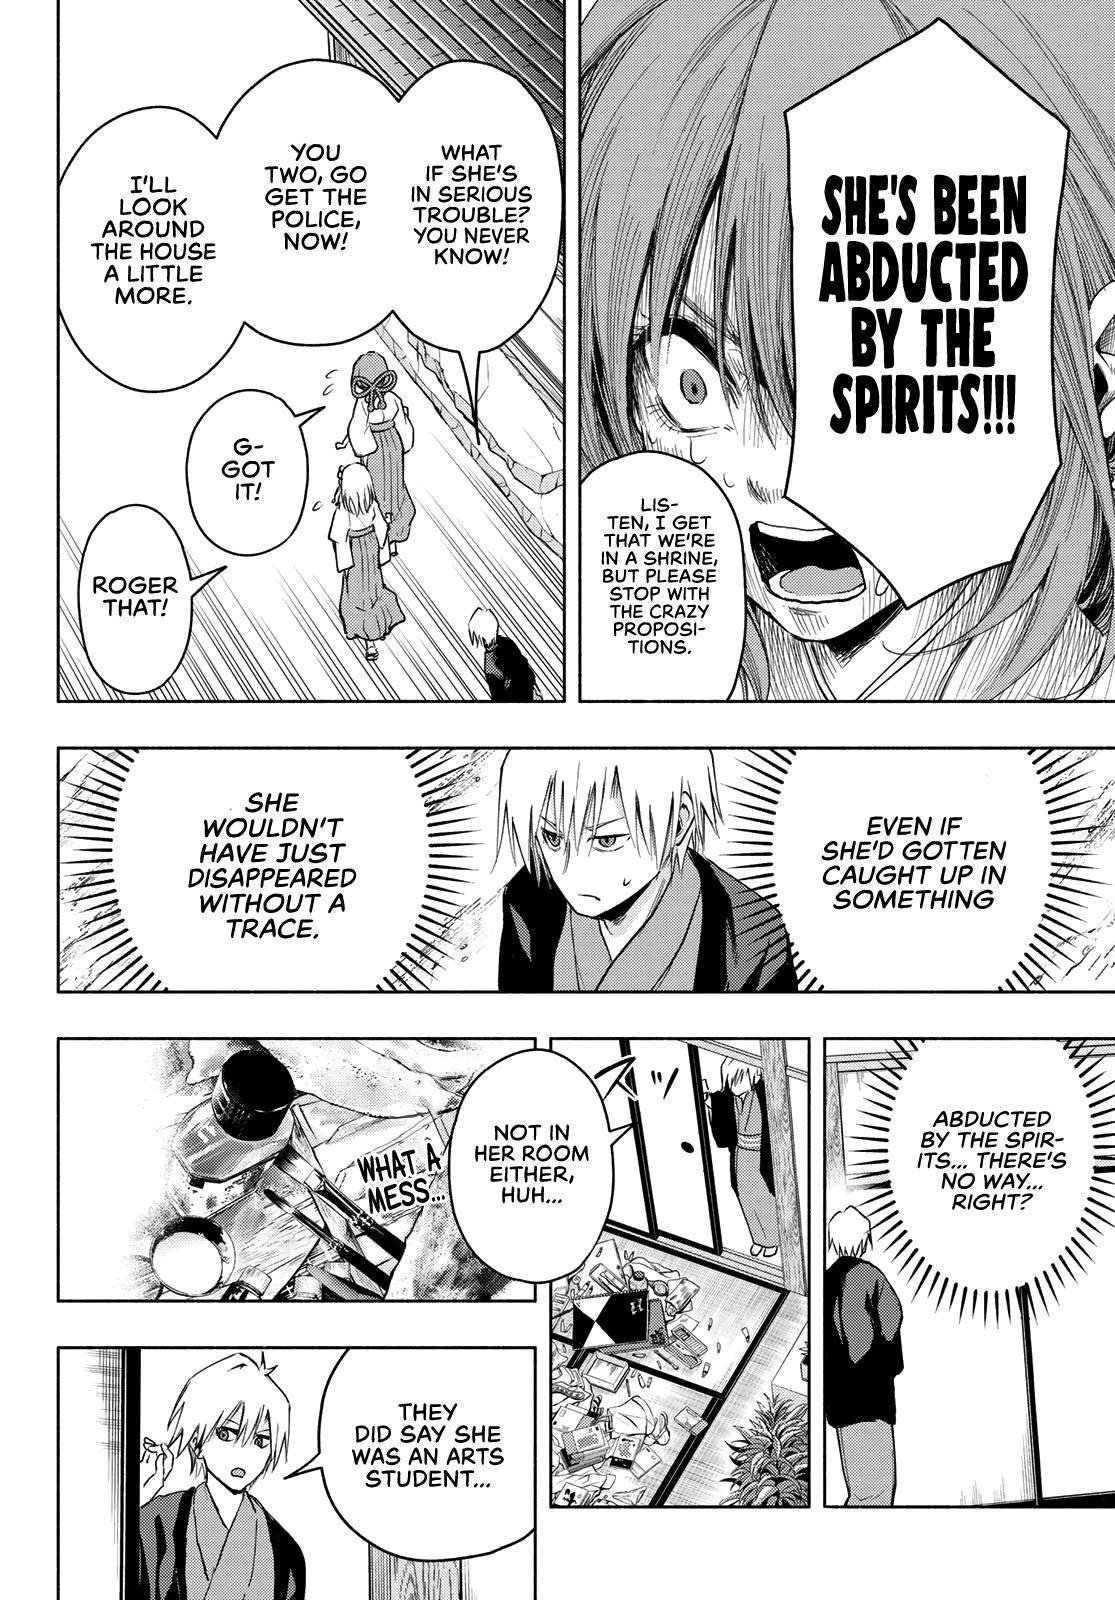 SHE'S BEEN
ABDUCTED
BY THE
SPIRITS!!!
LIS-
TEN, I GET
THAT WE'RE
IN A SHRINE,
BUT PLEASE
STOP WITH
THE CRAZY
PROPOSI-
TIONS.
WHAT
IF SHE'S
IN SERIOUS
TROUBLE?
YOU NEVER
KNOW!
YOU
TWO, GO
GET THE
POLICE,
NOW!
I'LL
LOOK
AROUND
THE HOUSE
A LITTLE
MORE.
G-
GOT
IT!
ROGER
THAT!
EVEN IF
SHE'D GOTTEN
CAUGHT UP IN
SOMETHING
SHE
WOULDN'T
HAVE JUST
DISAPPEARED
WITHOUT A
TRACE.
ABDUCTED
BY THE SPIR-
ITS... THERE'S
NO WAY...
RIGHT?
NOT IN
HER ROOM
EITHER,
HUH...
WHAT A
MESS...
THEY
DID SAY SHE
WAS AN ARTS
STUDENT...